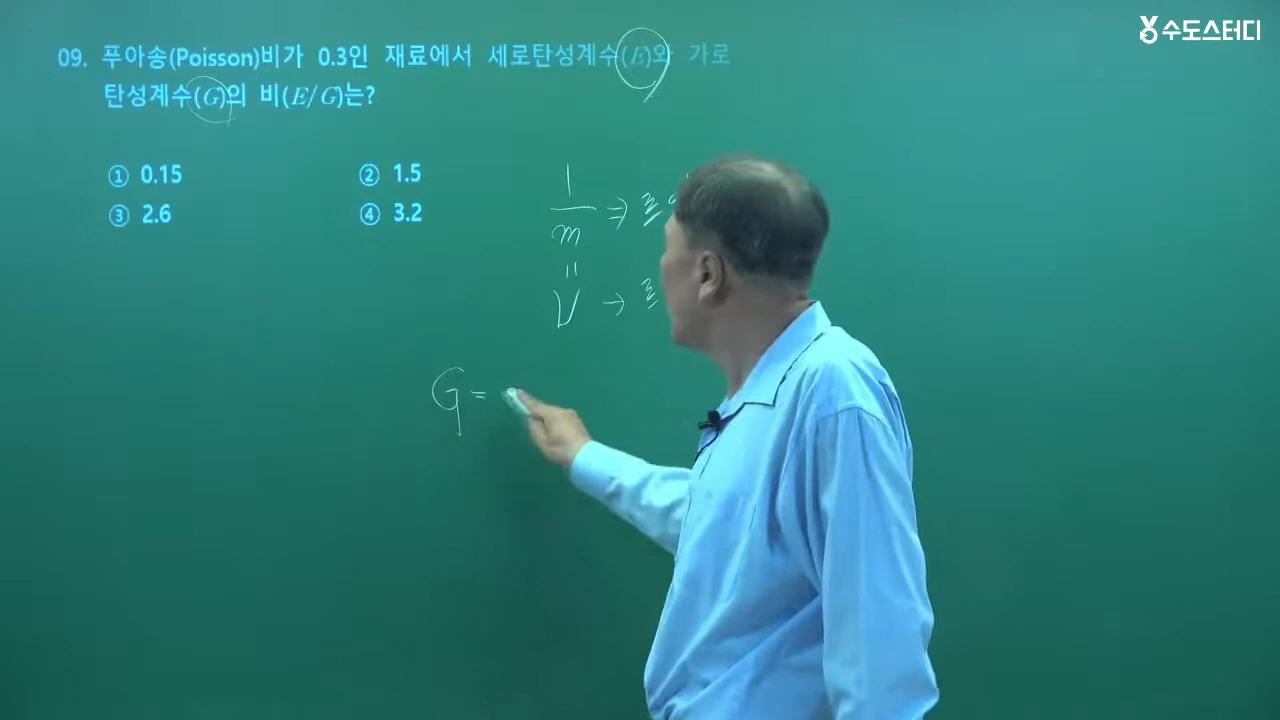 수도스터디
09. 푸아송(Poisson)비가 0.3인 재료에서 세로탄성계수(E)와 가로
탄성계수(G)의 비(E/G)는?
① 0.15
② 1.5
③ 2.6
④ 3.2
1
m
⇒
=
ν →
G =